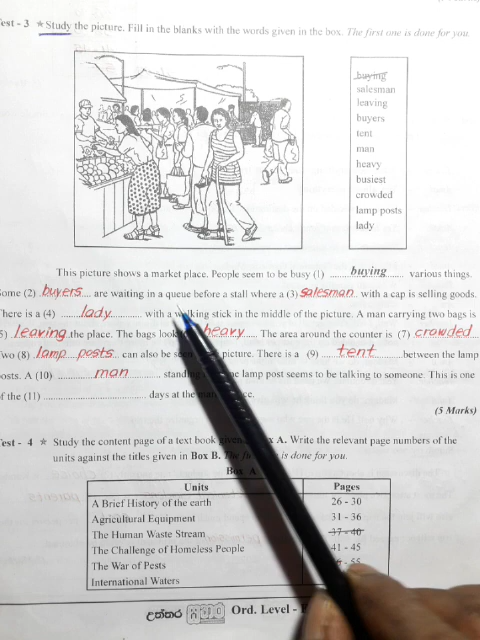 est - 3 ★ Study the picture. Fill in the blanks with the words given in the box. The first one is done for you.
buying
salesman
leaving
buyers
tent
man
heavy
busiest
crowded
lamp posts
lady
This picture shows a market place. People seem to be busy (1) ........buying...... various things.
ome (2) .buyers.... are waiting in a queue before a stall where a (3) salesman.. with a cap is selling goods.
here is a (4) ......lady........... with a walking stick in the middle of the picture. A man carrying two bags is
5) .leaving.the place. The bags look heavy..... The area around the counter is (7) crowded
Two (8) lamp posts.. can also be picture. There is a (9) ....tent.......between the lamp
osts. A (10) ............man.......... lamp post seems to be talking to someone. This is one
f the (11).................................. days at the
(5 Marks)
est - 4 ★ Study the content page of a text book A. Write the relevant page numbers of the
units against the titles given in Box B. is done for you.
Box A
Units Pages
A Brief History of the earth 26 - 30
Agricultural Equipment 31 - 36
The Human Waste Stream 37 - 40
The Challenge of Homeless People 41 - 45
The War of Pests 55
International Waters
උත්තර Ord. Level -